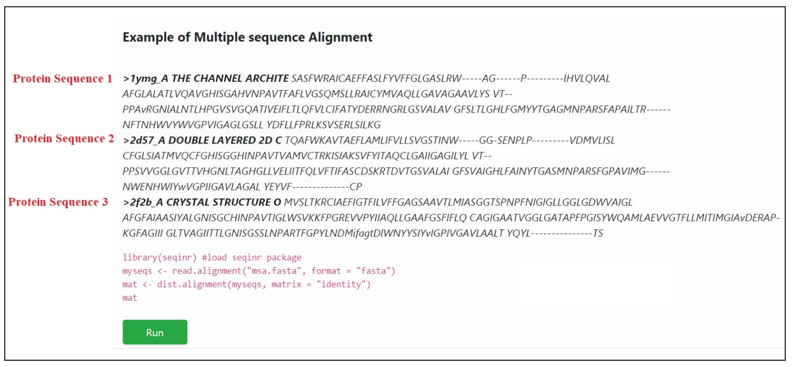 Example of Multiple sequence Alignment
Protein Sequence 1 >1ymg_A THE CHANNEL ARCHITE SASFWRAICAEFFASLFYVFFGLGASLRW-----AG------P---------IHVLQVAL
AFGLALATLVQAVGHISGAHVNPAVTFAFLVGSQMSLLRAICYMVAQLLGAVAGAAVLYS VT--
PPAvRGNLALNTLHPGVSVGQATIVEIFLTLQFVLCIFATYDERRNGRLGSVALAV GFSLTLGHLFGMYYTGAGMNPARSFAPAILTR------
NFTNHWVYWVGPVIGAGLGSLL YDFLLFPRLKSVSERLSILKG
Protein Sequence 2 >2d57_A DOUBLE LAYERED 2D C TQAFWKAVTAEFLAMLIFVLLSVGSTINW-----GG-SENPLP---------VDMVLISL
CFGLSIATMVQCFGHISGGHINPAVTVAMVCTRKISIAKSVFYITAQCLGAIIGAGILYL VT--
PPSVVGGLGVTTVHGNLTAGHGLLVELIITFQLVFTIFASCDSKRTDVTGSVALAI GFSVAIGHLFAINYTGASMNPARSFGPAVIMG------
NWENHWIYwVGPIIGAVLAGAL YEYVF--------------CP
Protein Sequence 3 >2f2b_A CRYSTAL STRUCTURE O MVSLTKRCIAEFIGTFILVFFGAGSAAVTLMIASGGTSPNPFNIGIGLLGGLGDWVAIGL
AFGFAIAASIYALGNISGCHINPAVTIGLWSVKKFPGREVVPYIIAQLLGAAFGSFIFLQ CAGIGAATVGGLGATAPFPGISYWQAMLAEVVGTFLLMITIMGIAvDERAP-
KGFAGIII GLTVAGIITTLGNISGSSLNPARTFGPYLNDMifagtDlWNYYSIYvIGPIVGAVLAALT YQYL---------------TS
library(seqinr) #load seqinr package
myseqs <- read.alignment("msa.fasta", format = "fasta")
mat <- dist.alignment(myseqs, matrix = "identity")
mat
Run